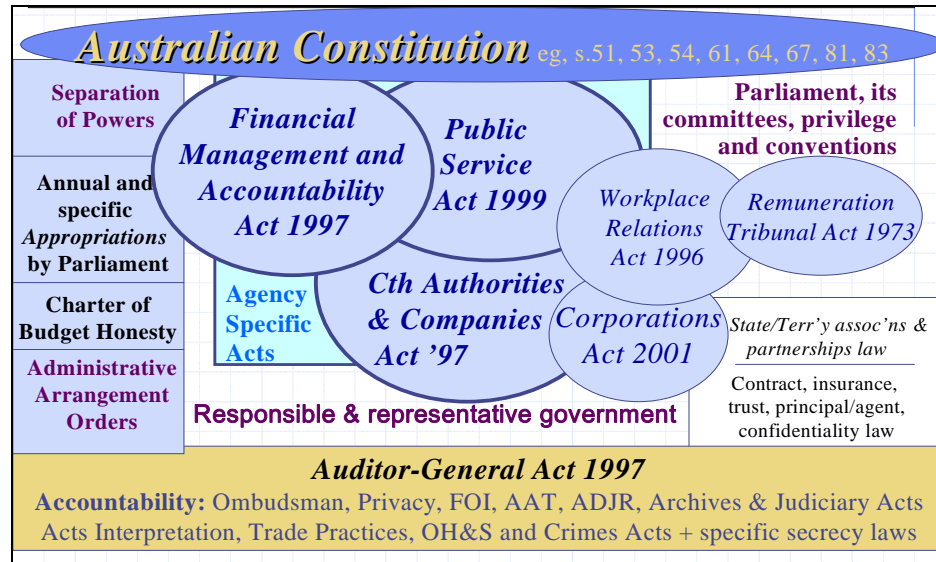 Australian Constitution eg, s.51, 53, 54, 61, 64, 67, 81, 83
Separation
of Powers
Annual and
specific
Appropriations
by Parliament
Charter of
Budget Honesty
Administrative
Arrangement
Orders
Financial
Management and
Accountability
Act 1997
Public
Service
Act 1999
Parliament, its
committees, privilege
and conventions
Workplace
Relations
Act 1996
Remuneration
Tribunal Act 1973
Agency
Specific
Acts
Cth Authorities
& Companies
Act '97
Corporations
Act 2001
State/Terr'y assoc'ns &
partnerships law
Contract, insurance,
trust, principal/agent,
confidentiality law
Responsible & representative government
Auditor-General Act 1997
Accountability: Ombudsman, Privacy, FOI, AAT, ADJR, Archives & Judiciary Acts
Acts Interpretation, Trade Practices, OH&S and Crimes Acts + specific secrecy laws